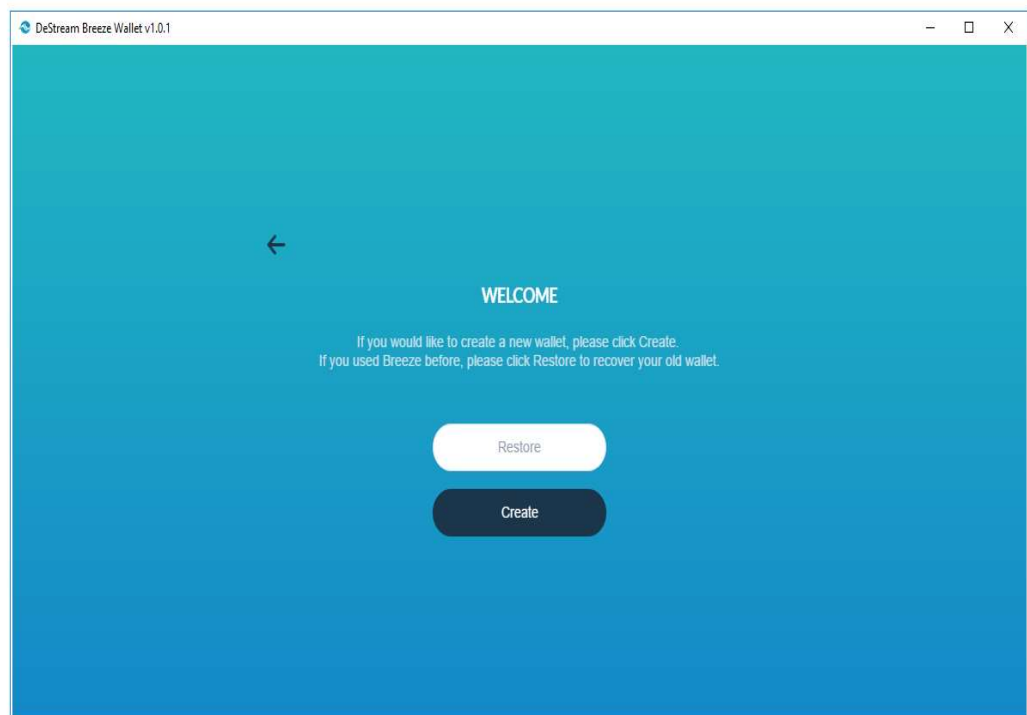 DeStream Breeze Wallet v1.0.1
WELCOME
If you would like to create a new wallet, please click Create.
If you used Breeze before, please click Restore to recover your old wallet.
Restore
Create